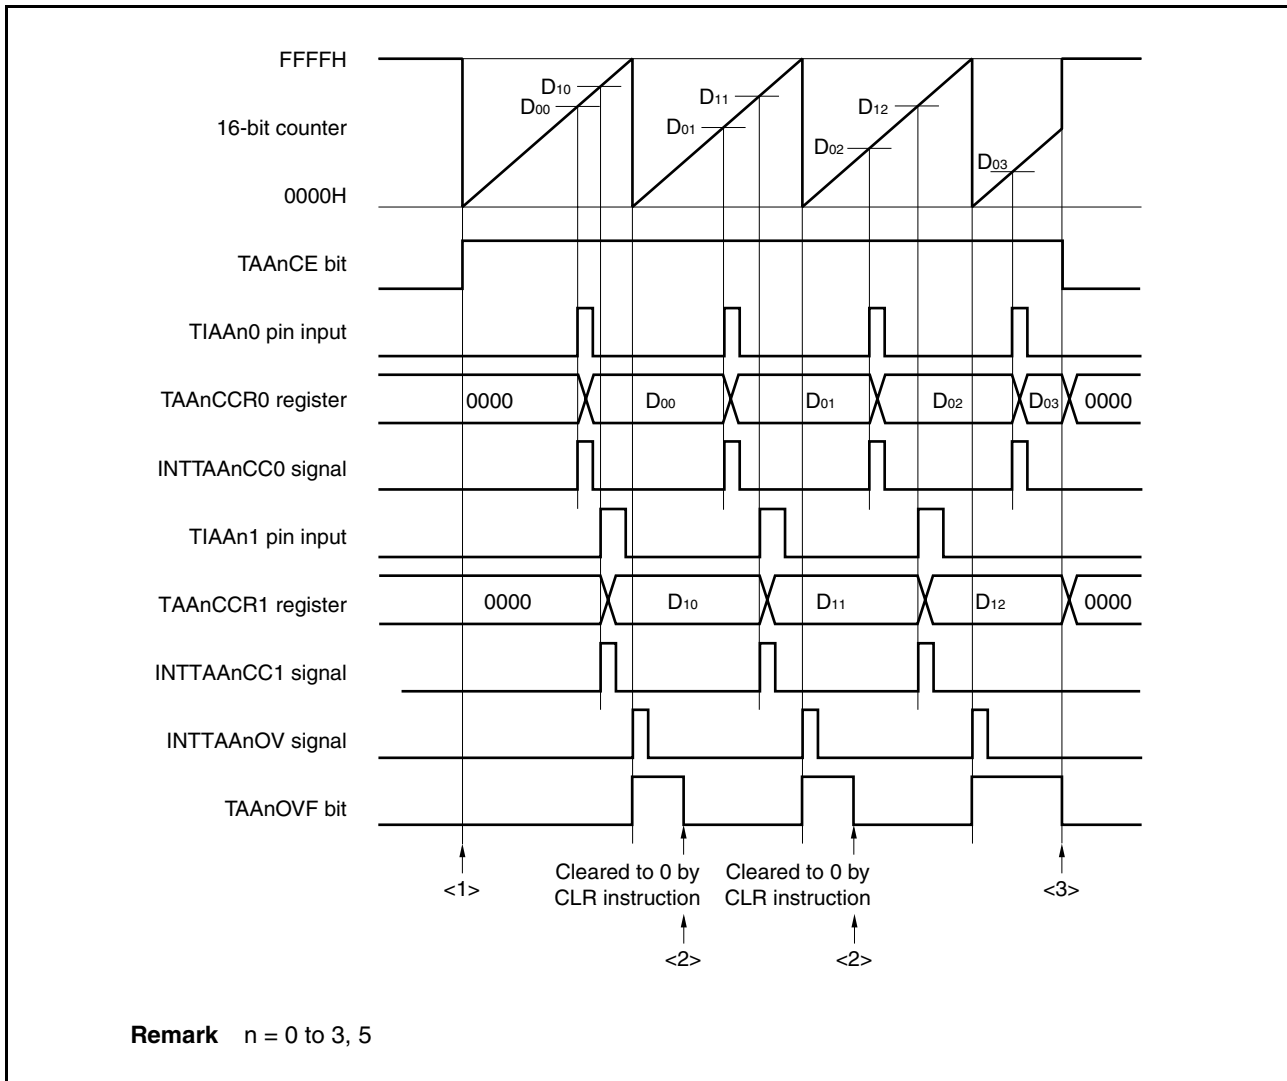 FFFFH
D10
D00
D11
D01
D12
D02
D03
16-bit counter
0000H
TAAnCE bit
TIAAn0 pin input
TAAnCCR0 register
0000 D00 D01 D02 D03 0000
INTTAAnCC0 signal
TIAAn1 pin input
TAAnCCR1 register
0000 D10 D11 D12 0000
INTTAAnCC1 signal
INTTAAnOV signal
TAAnOVF bit
<1>
Cleared to 0 by
CLR instruction
<2>
Cleared to 0 by
CLR instruction
<2>
<3>
Remark n = 0 to 3, 5